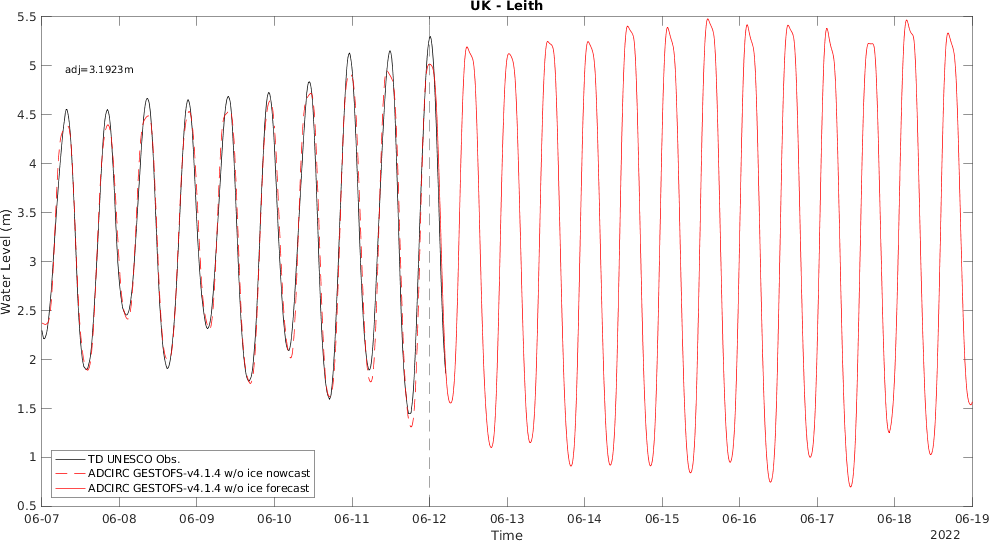 UK - Leith
5.5
5
4.5
4
3.5
3
2.5
2
1.5
1
0.5
Water Level (m)
adj=3.1923m
TD UNESCO Obs.
ADCIRC GESTOFS-v4.1.4 w/o ice nowcast
ADCIRC GESTOFS-v4.1.4 w/o ice forecast
06-07 06-08 06-09 06-10 06-11 06-12 06-13 06-14 06-15 06-16 06-17 06-18 06-19
Time
2022